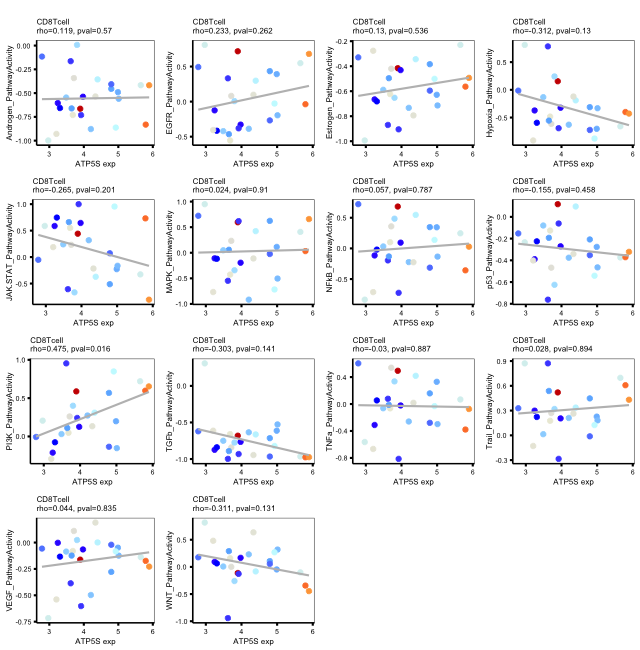 CD8Tcell
rho=0.119, pval=0.57
Androgen_PathwayActivity
0.00
-0.25
-0.50
-0.75
-1.00
3 4 5 6
ATP5S exp
CD8Tcell
rho=0.233, pval=0.262
EGFR_PathwayActivity
0.5
0.0
-0.5
3 4 5 6
ATP5S exp
CD8Tcell
rho=0.13, pval=0.536
Estrogen_PathwayActivity
-0.2
-0.4
-0.6
-0.8
-1.0
3 4 5 6
ATP5S exp
CD8Tcell
rho=-0.312, pval=0.13
Hypoxia_PathwayActivity
0.5
0.0
-0.5
-1.0
3 4 5 6
ATP5S exp
CD8Tcell
rho=-0.265, pval=0.201
JAK-STAT_PathwayActivity
1.0
0.5
0.0
-0.5
3 4 5 6
ATP5S exp
CD8Tcell
rho=0.024, pval=0.91
MAPK_PathwayActivity
1.0
0.5
0.0
-0.5
-1.0
3 4 5 6
ATP5S exp
CD8Tcell
rho=0.057, pval=0.787
NFkB_PathwayActivity
0.5
0.0
-0.5
3 4 5 6
ATP5S exp
CD8Tcell
rho=-0.155, pval=0.458
p53_PathwayActivity
0.0
-0.2
-0.4
-0.6
-0.8
3 4 5 6
ATP5S exp
CD8Tcell
rho=0.475, pval=0.016
PI3K_PathwayActivity
1.0
0.5
0.0
3 4 5 6
ATP5S exp
CD8Tcell
rho=-0.303, pval=0.141
TGFb_PathwayActivity
0.0
-0.5
-1.0
3 4 5 6
ATP5S exp
CD8Tcell
rho=-0.03, pval=0.887
TNFa_PathwayActivity
0.4
0.0
-0.4
-0.8
3 4 5 6
ATP5S exp
CD8Tcell
rho=0.028, pval=0.894
Trail_PathwayActivity
0.9
0.6
0.3
0.0
-0.3
3 4 5 6
ATP5S exp
CD8Tcell
rho=0.044, pval=0.835
VEGF_PathwayActivity
0.00
-0.25
-0.50
-0.75
3 4 5 6
ATP5S exp
CD8Tcell
rho=-0.311, pval=0.131
WNT_PathwayActivity
1.0
0.5
0.0
-0.5
-1.0
3 4 5 6
ATP5S exp